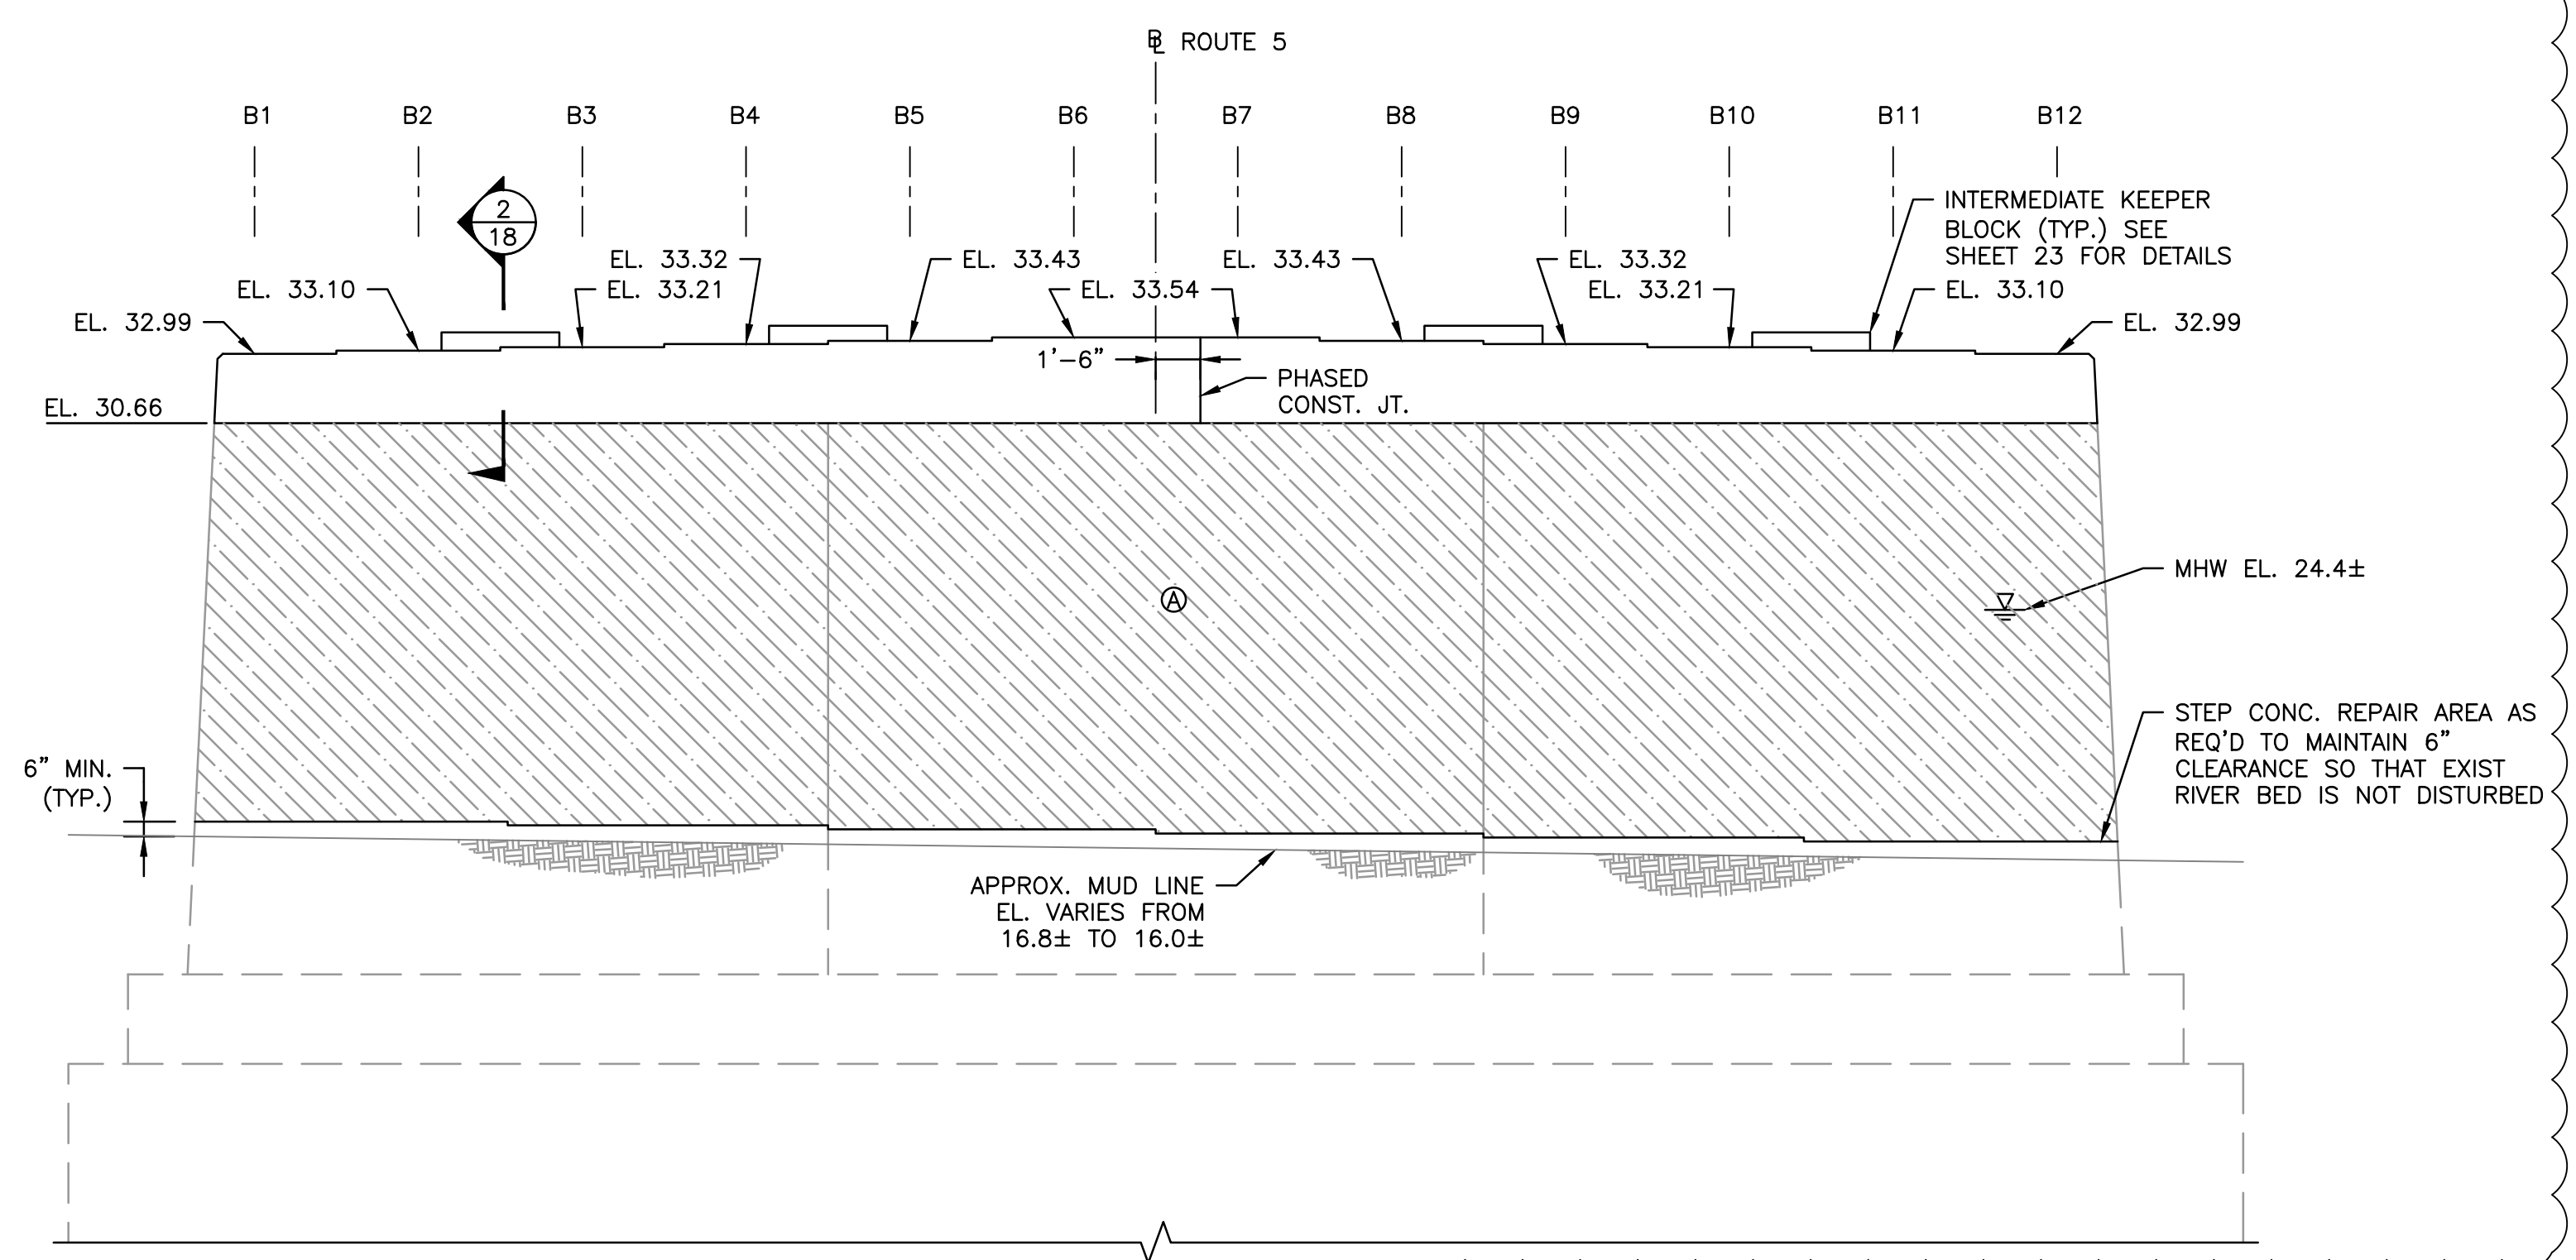 ℄ ROUTE 5
B1 B2 B3 B4 B5 B6 B7 B8 B9 B10 B11 B12
2
18
INTERMEDIATE KEEPER
BLOCK (TYP.) SEE
SHEET 23 FOR DETAILS
EL. 33.32
EL. 33.43
EL. 33.43
EL. 33.32
EL. 33.10
EL. 33.21
EL. 33.54
EL. 33.21
EL. 33.10
EL. 32.99
EL. 32.99
1'-6"
PHASED
CONST. JT.
EL. 30.66
MHW EL. 24.4±
A
STEP CONC. REPAIR AREA AS
REQ'D TO MAINTAIN 6"
CLEARANCE SO THAT EXIST
RIVER BED IS NOT DISTURBED
6" MIN.
(TYP.)
APPROX. MUD LINE
EL. VARIES FROM
16.8± TO 16.0±